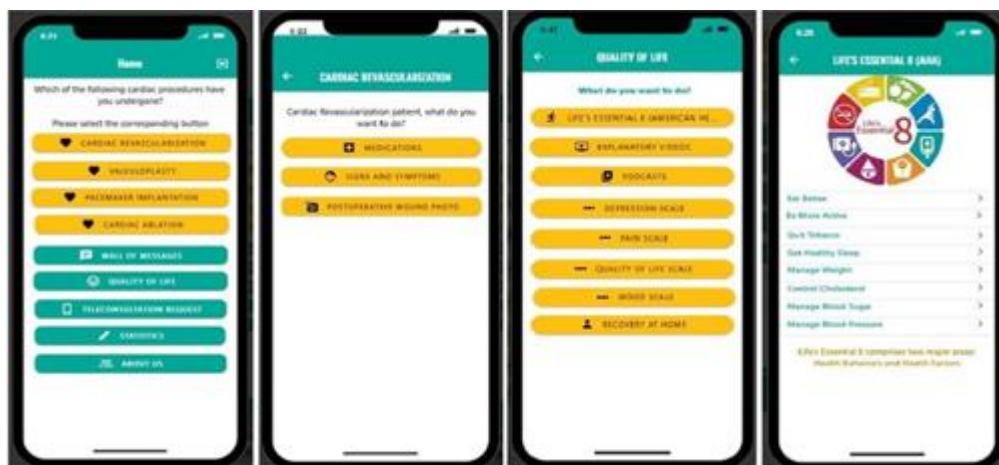 Home
Which of the following cardiac procedures have
you undergone?
Please select the corresponding button
CARDIAC REVASCULARIZATION
VALVULOPLASTY
PACEMAKER IMPLANTATION
CARDIAC ABLATION
WALL OF MESSAGES
QUALITY OF LIFE
TELECONSULTATION REQUEST
STATISTICS
ABOUT US
CARDIAC REVASCULARIZATION
Cardiac Revascularization patient, what do you
want to do?
MEDICATIONS
SIGNS AND SYMPTOMS
POSTOPERATIVE WOUND PHOTO
QUALITY OF LIFE
What do you want to do?
LIFE'S ESSENTIAL 8 (AMERICAN HE...
EXPLANATORY VIDEOS
PODCASTS
DEPRESSION SCALE
PAIN SCALE
QUALITY OF LIFE SCALE
MOOD SCALE
RECOVERY AT HOME
LIFE'S ESSENTIAL 8 (AHA)
Life's
Essential 8
Eat Better
Be More Active
Quit Tobacco
Get Healthy Sleep
Manage Weight
Control Cholesterol
Manage Blood Sugar
Manage Blood Pressure
Life's Essential 8 comprises two major areas:
Health Behaviors and Health Factors